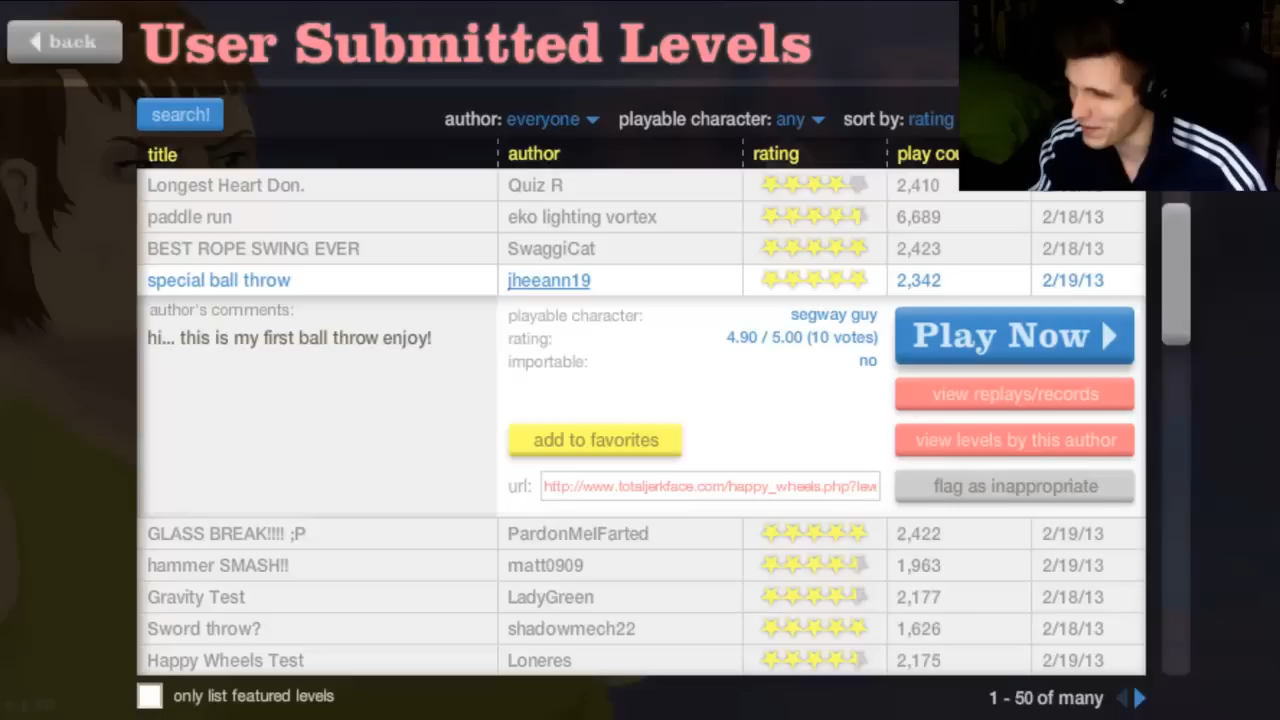 back
User Submitted Levels
search!
author: everyone playable character: any sort by: rating
title author rating play cou
Longest Heart Don. Quiz R 2,410
paddle run eko lighting vortex 6,689 2/18/13
BEST ROPE SWING EVER SwaggiCat 2,423 2/18/13
special ball throw jheeann19 2,342 2/19/13
author's comments:
hi... this is my first ball throw enjoy!
playable character: segway guy
rating: 4.90 / 5.00 (10 votes)
importable: no
Play Now
view replays/records
add to favorites
view levels by this author
url: http://www.totaljerkface.com/happy_wheels.php?lev
flag as inappropriate
GLASS BREAK!!!! ;P PardonMeIFarted 2,422 2/19/13
hammer SMASH!! matt0909 1,963 2/19/13
Gravity Test LadyGreen 2,177 2/18/13
Sword throw? shadowmech22 1,626 2/18/13
Happy Wheels Test Loneres 2,175 2/19/13
only list featured levels
1 - 50 of many